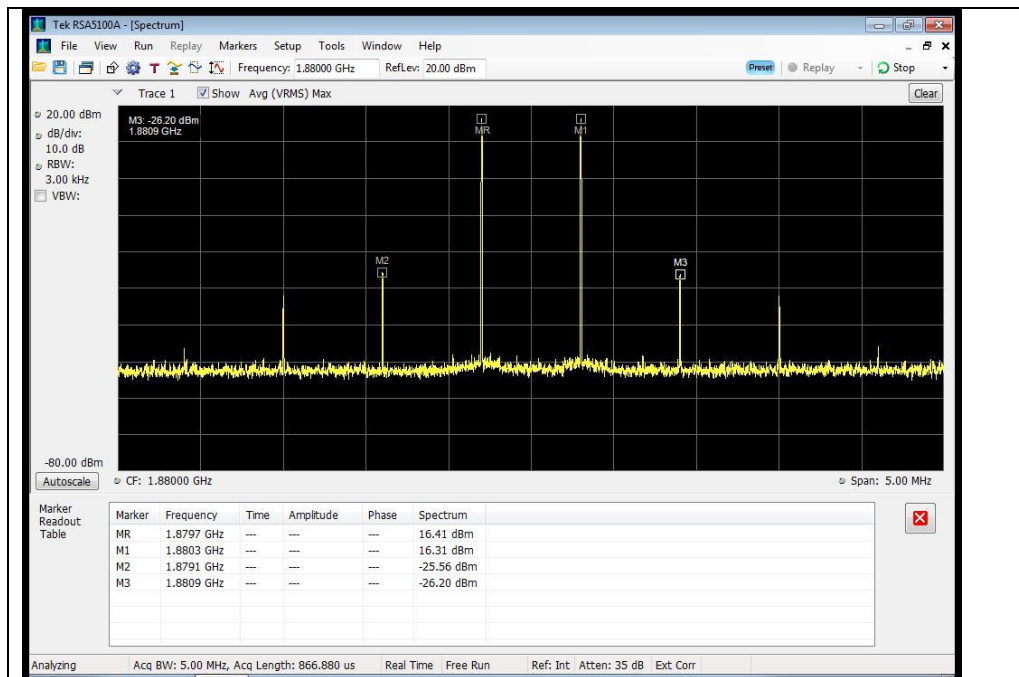 Tek RSA5100A - [Spectrum]
File View Run Replay Markers Setup Tools Window Help
Frequency: 1.88000 GHz RefLev: 20.00 dBm Preset Replay Stop
Trace 1 Show Avg (VRMS) Max Clear
20.00 dBm
dB/div:
10.0 dB
RBW:
3.00 kHz
VBW:
-80.00 dBm
M3: -26.20 dBm
1.8809 GHz
MR
M1
M2
M3
Autoscale CF: 1.88000 GHz Span: 5.00 MHz
Marker
Readout
Table
Marker Frequency Time Amplitude Phase Spectrum
MR 1.8797 GHz --- --- --- 16.41 dBm
M1 1.8803 GHz --- --- --- 16.31 dBm
M2 1.8791 GHz --- --- --- -25.56 dBm
M3 1.8809 GHz --- --- --- -26.20 dBm
Analyzing Acq BW: 5.00 MHz, Acq Length: 866.880 us Real Time Free Run Ref: Int Atten: 35 dB Ext Corr